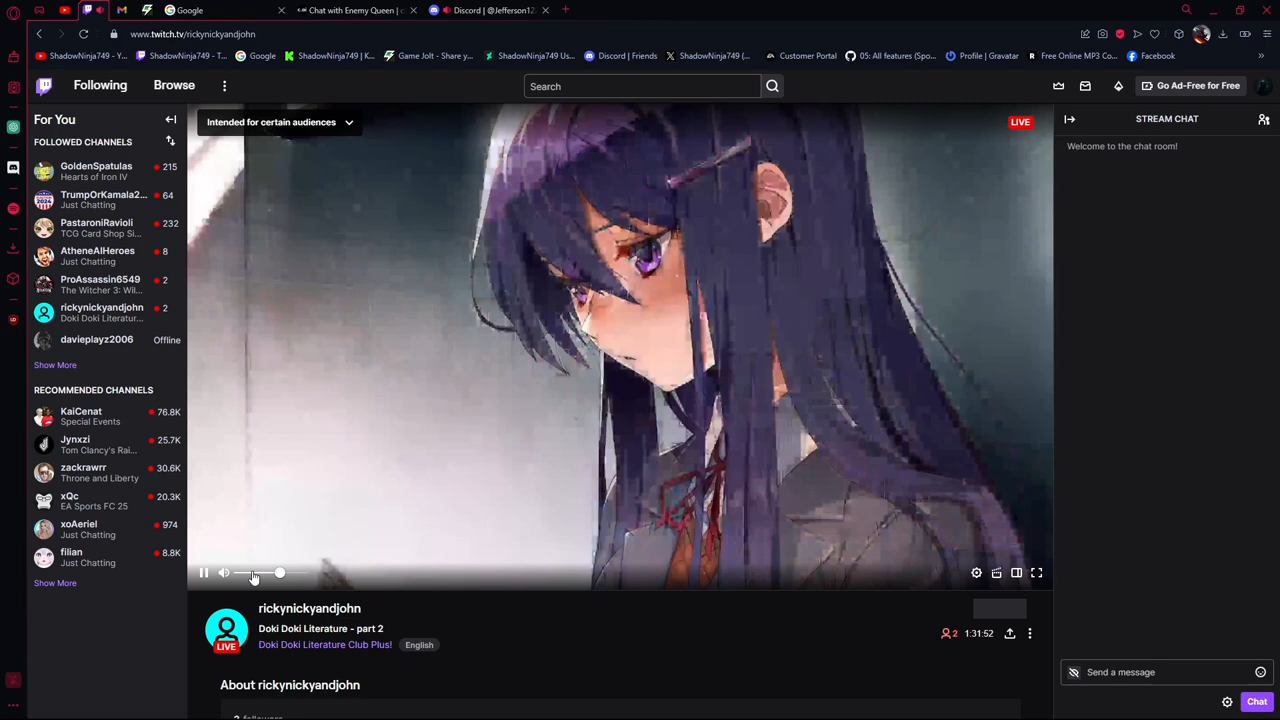 Google
Chat with Enemy Queen | c
Discord | @Jefferson12
www.twitch.tv/rickynickyandjohn
ShadowNinja749 - Y...
ShadowNinja749 - T...
Google
ShadowNinja749 | K...
Game Jolt - Share y...
ShadowNinja749 Us...
Discord | Friends
ShadowNinja749 (...
Customer Portal
05: All features (Spo...
Profile | Gravatar
Free Online MP3 Co...
Facebook
Following
Browse
Search
Go Ad-Free for Free
For You
FOLLOWED CHANNELS
GoldenSpatulas 215
Hearts of Iron IV
TrumpOrKamala2... 64
Just Chatting
PastaroniRavioli 232
TCG Card Shop Si...
AtheneAIHeroes 8
Just Chatting
ProAssassin6549 2
The Witcher 3: Wil...
rickynickyandjohn 2
Doki Doki Literatur...
davieplayz2006 Offline
Show More
RECOMMENDED CHANNELS
KaiCenat 76.8K
Special Events
Jynxzi 25.7K
Tom Clancy's Rai...
zackrawrr 30.6K
Throne and Liberty
xQc 20.3K
EA Sports FC 25
xoAeriel 974
Just Chatting
filian 8.8K
Just Chatting
Show More
Intended for certain audiences
LIVE
rickynickyandjohn
Doki Doki Literature - part 2
Doki Doki Literature Club Plus! English
LIVE
2 1:31:52
About rickynickyandjohn
STREAM CHAT
Welcome to the chat room!
Send a message
Chat